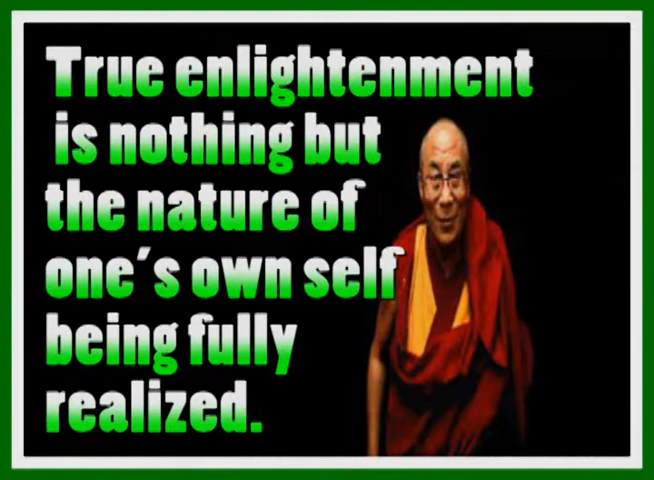 True enlightenment
is nothing but
the nature of
one's own self
being fully
realized.